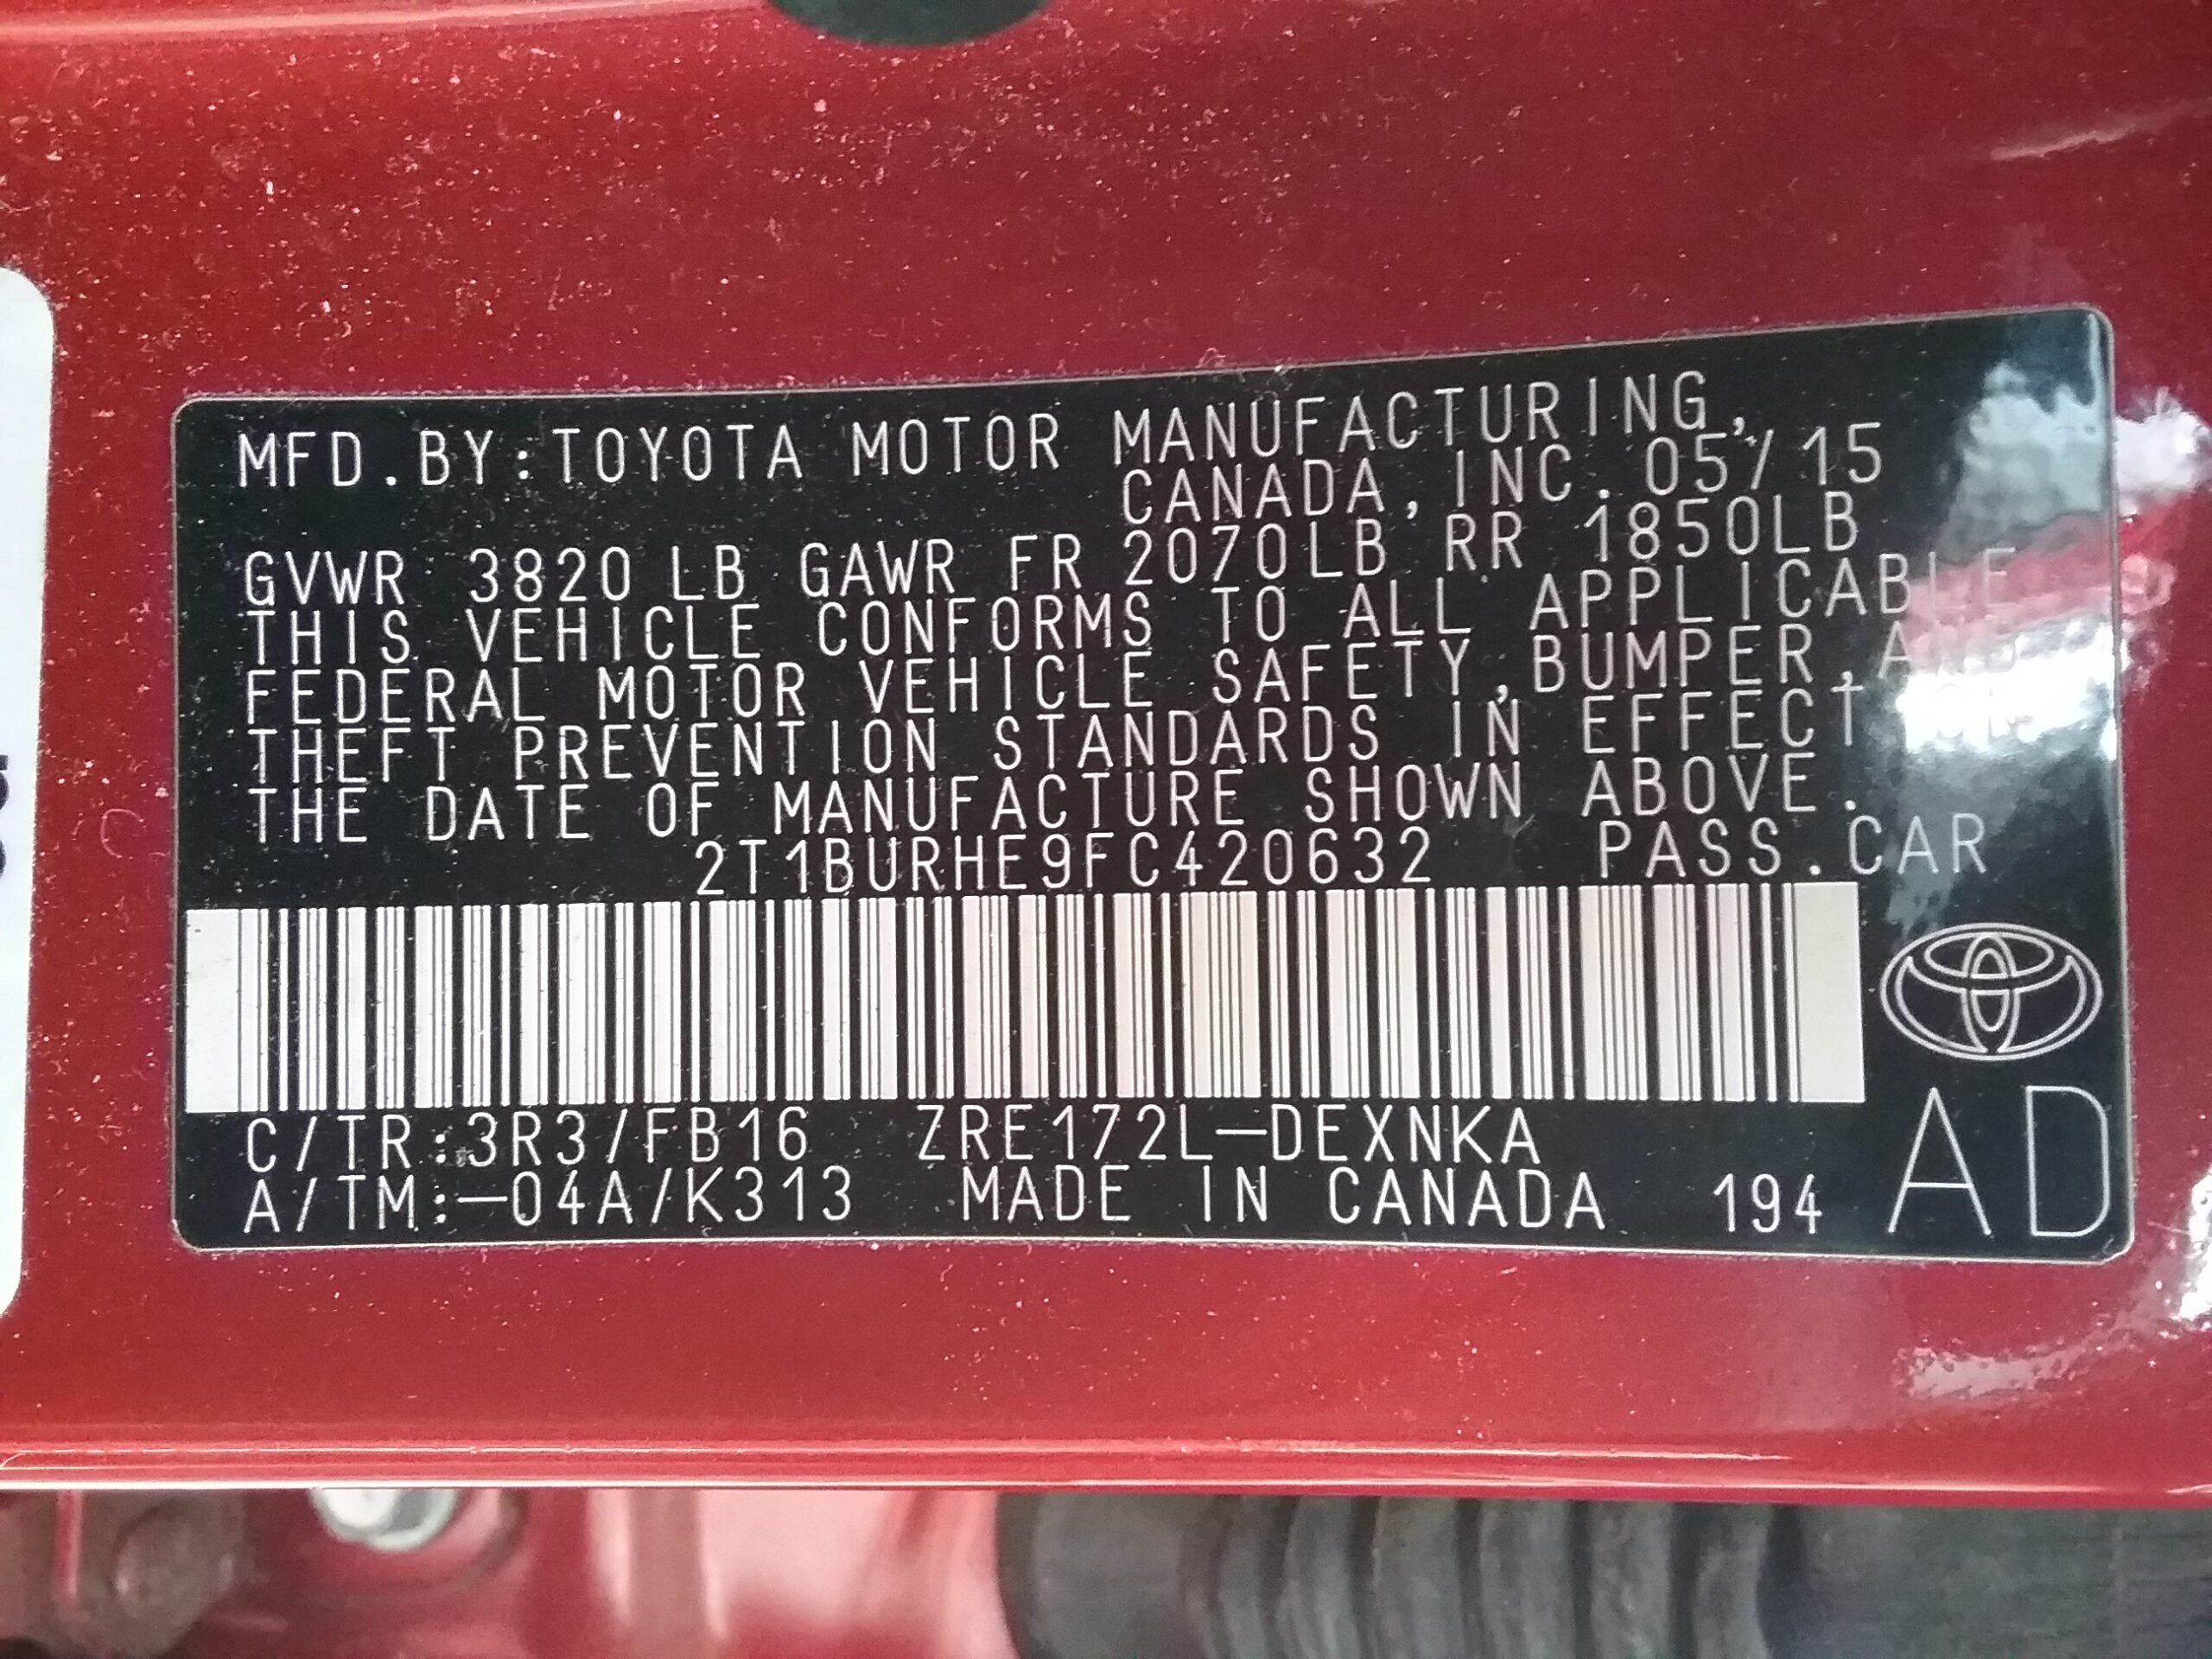 MFD.BY:TOYOTA MOTOR MANUFACTURING,
CANADA,INC. 05/15
GVWR 3820 LB GAWR FR 2070LB RR 1850LB
THIS VEHICLE CONFORMS TO ALL APPLICABLE
FEDERAL MOTOR VEHICLE SAFETY,BUMPER,AND
THEFT PREVENTION STANDARDS IN EFFECT ON
THE DATE OF MANUFACTURE SHOWN ABOVE.
2T1BURHE9FC420632 PASS.CAR
C/TR:3R3/FB16 ZRE172L—DEXNKA
A/TM:—04A/K313 MADE IN CANADA 194 AD